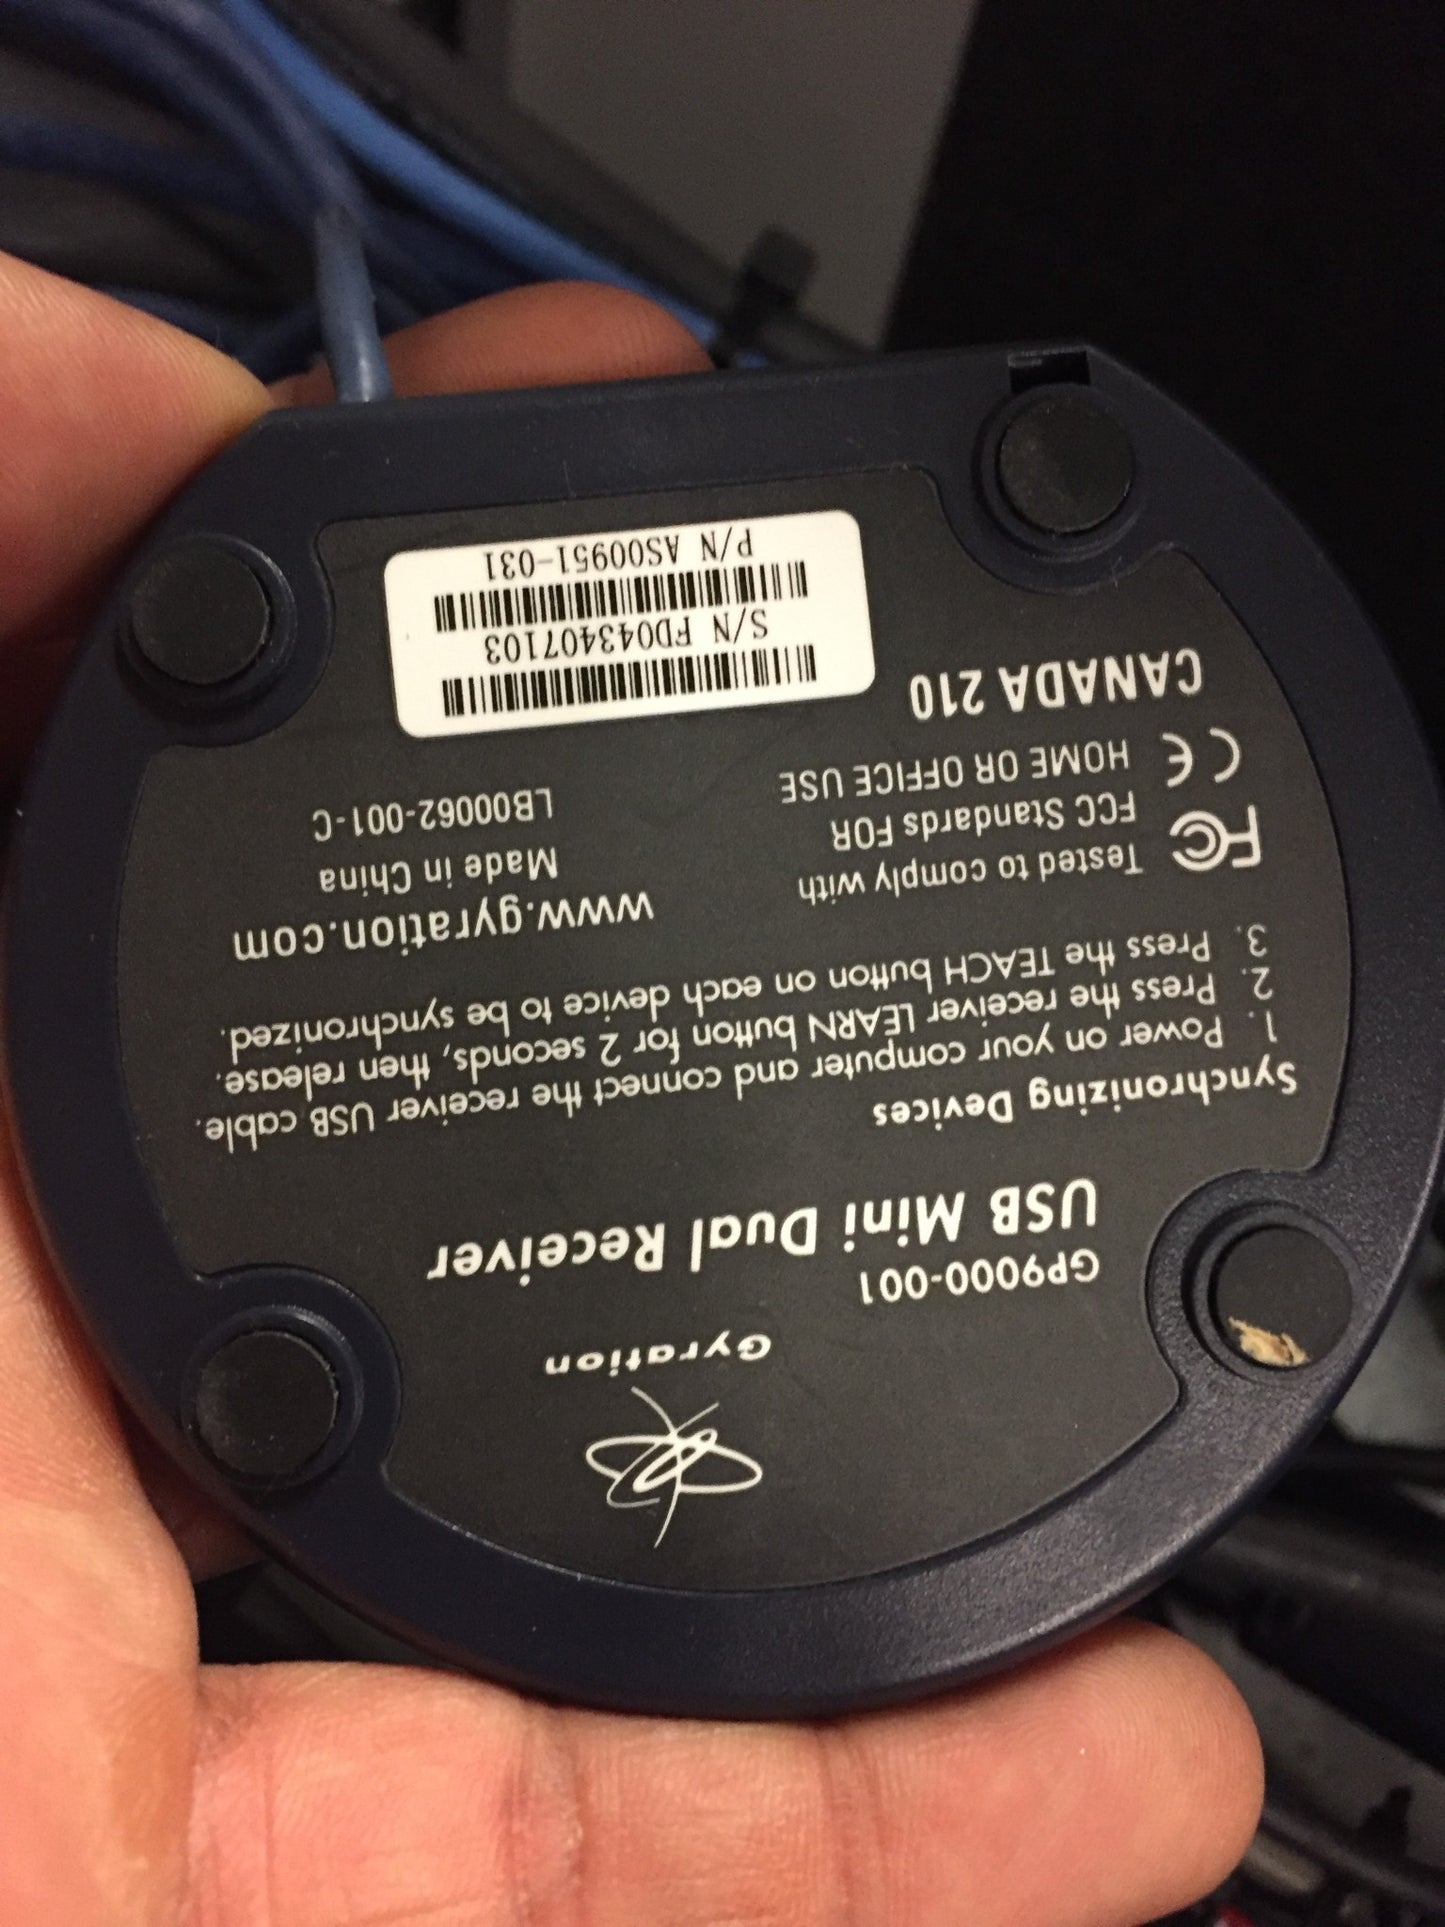 Gyration
GP9000-001
USB Mini Dual Receiver
Synchronizing Devices
1. Power on your computer and connect the receiver USB cable.
2. Press the receiver LEARN button for 2 seconds, then release.
3. Press the TEACH button on each device to be synchronized.
FC Tested to comply with
FCC Standards FOR
CE HOME OR OFFICE USE
CANADA 210
www.gyration.com
Made in China
LB00062-001-C
S/N FD043407103
P/N AS00951-031